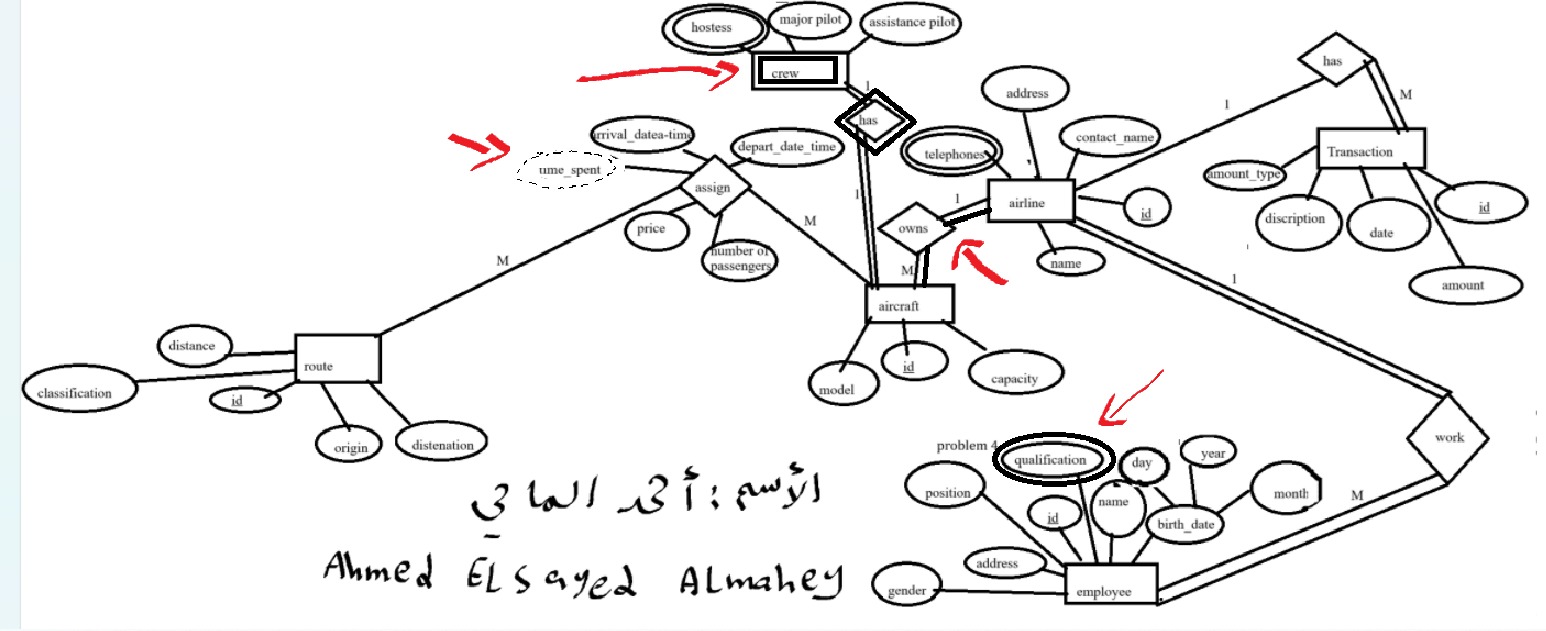 hostess
major pilot
assistance pilot
crew
1
has
has
M
1
address
contact_name
telephones
Transaction
amount_type
id
discription
date
amount
rrival_datea-time
depart_date_time
ume_spent
assign
price
number of
passengers
M
M
1
1
owns
airline
id
name
M
aircraft
model
id
capacity
1
distance
route
classification
id
origin
distenation
work
M
problem 4
qualification
day
year
month
position
id
name
birth_date
address
gender
employee
الأسم : أحمد الماحي
Ahmed ELSayed ALmahey